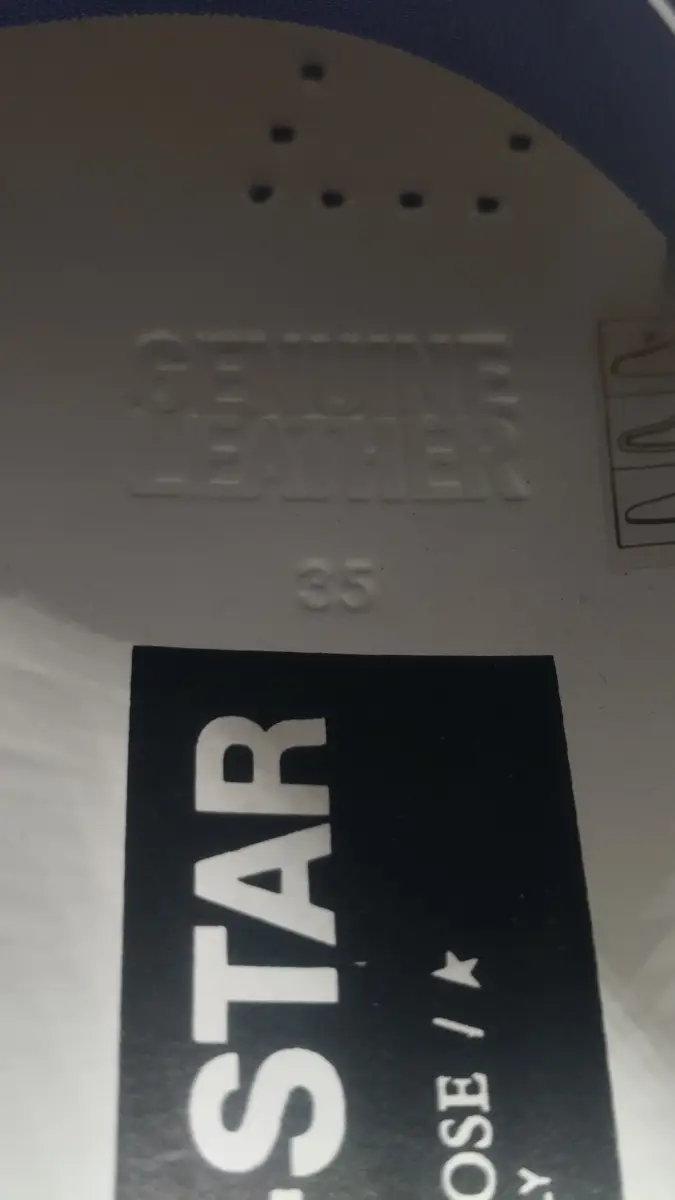 GENUINE
LEATHER
35
-STAR
OSE / ★
Y